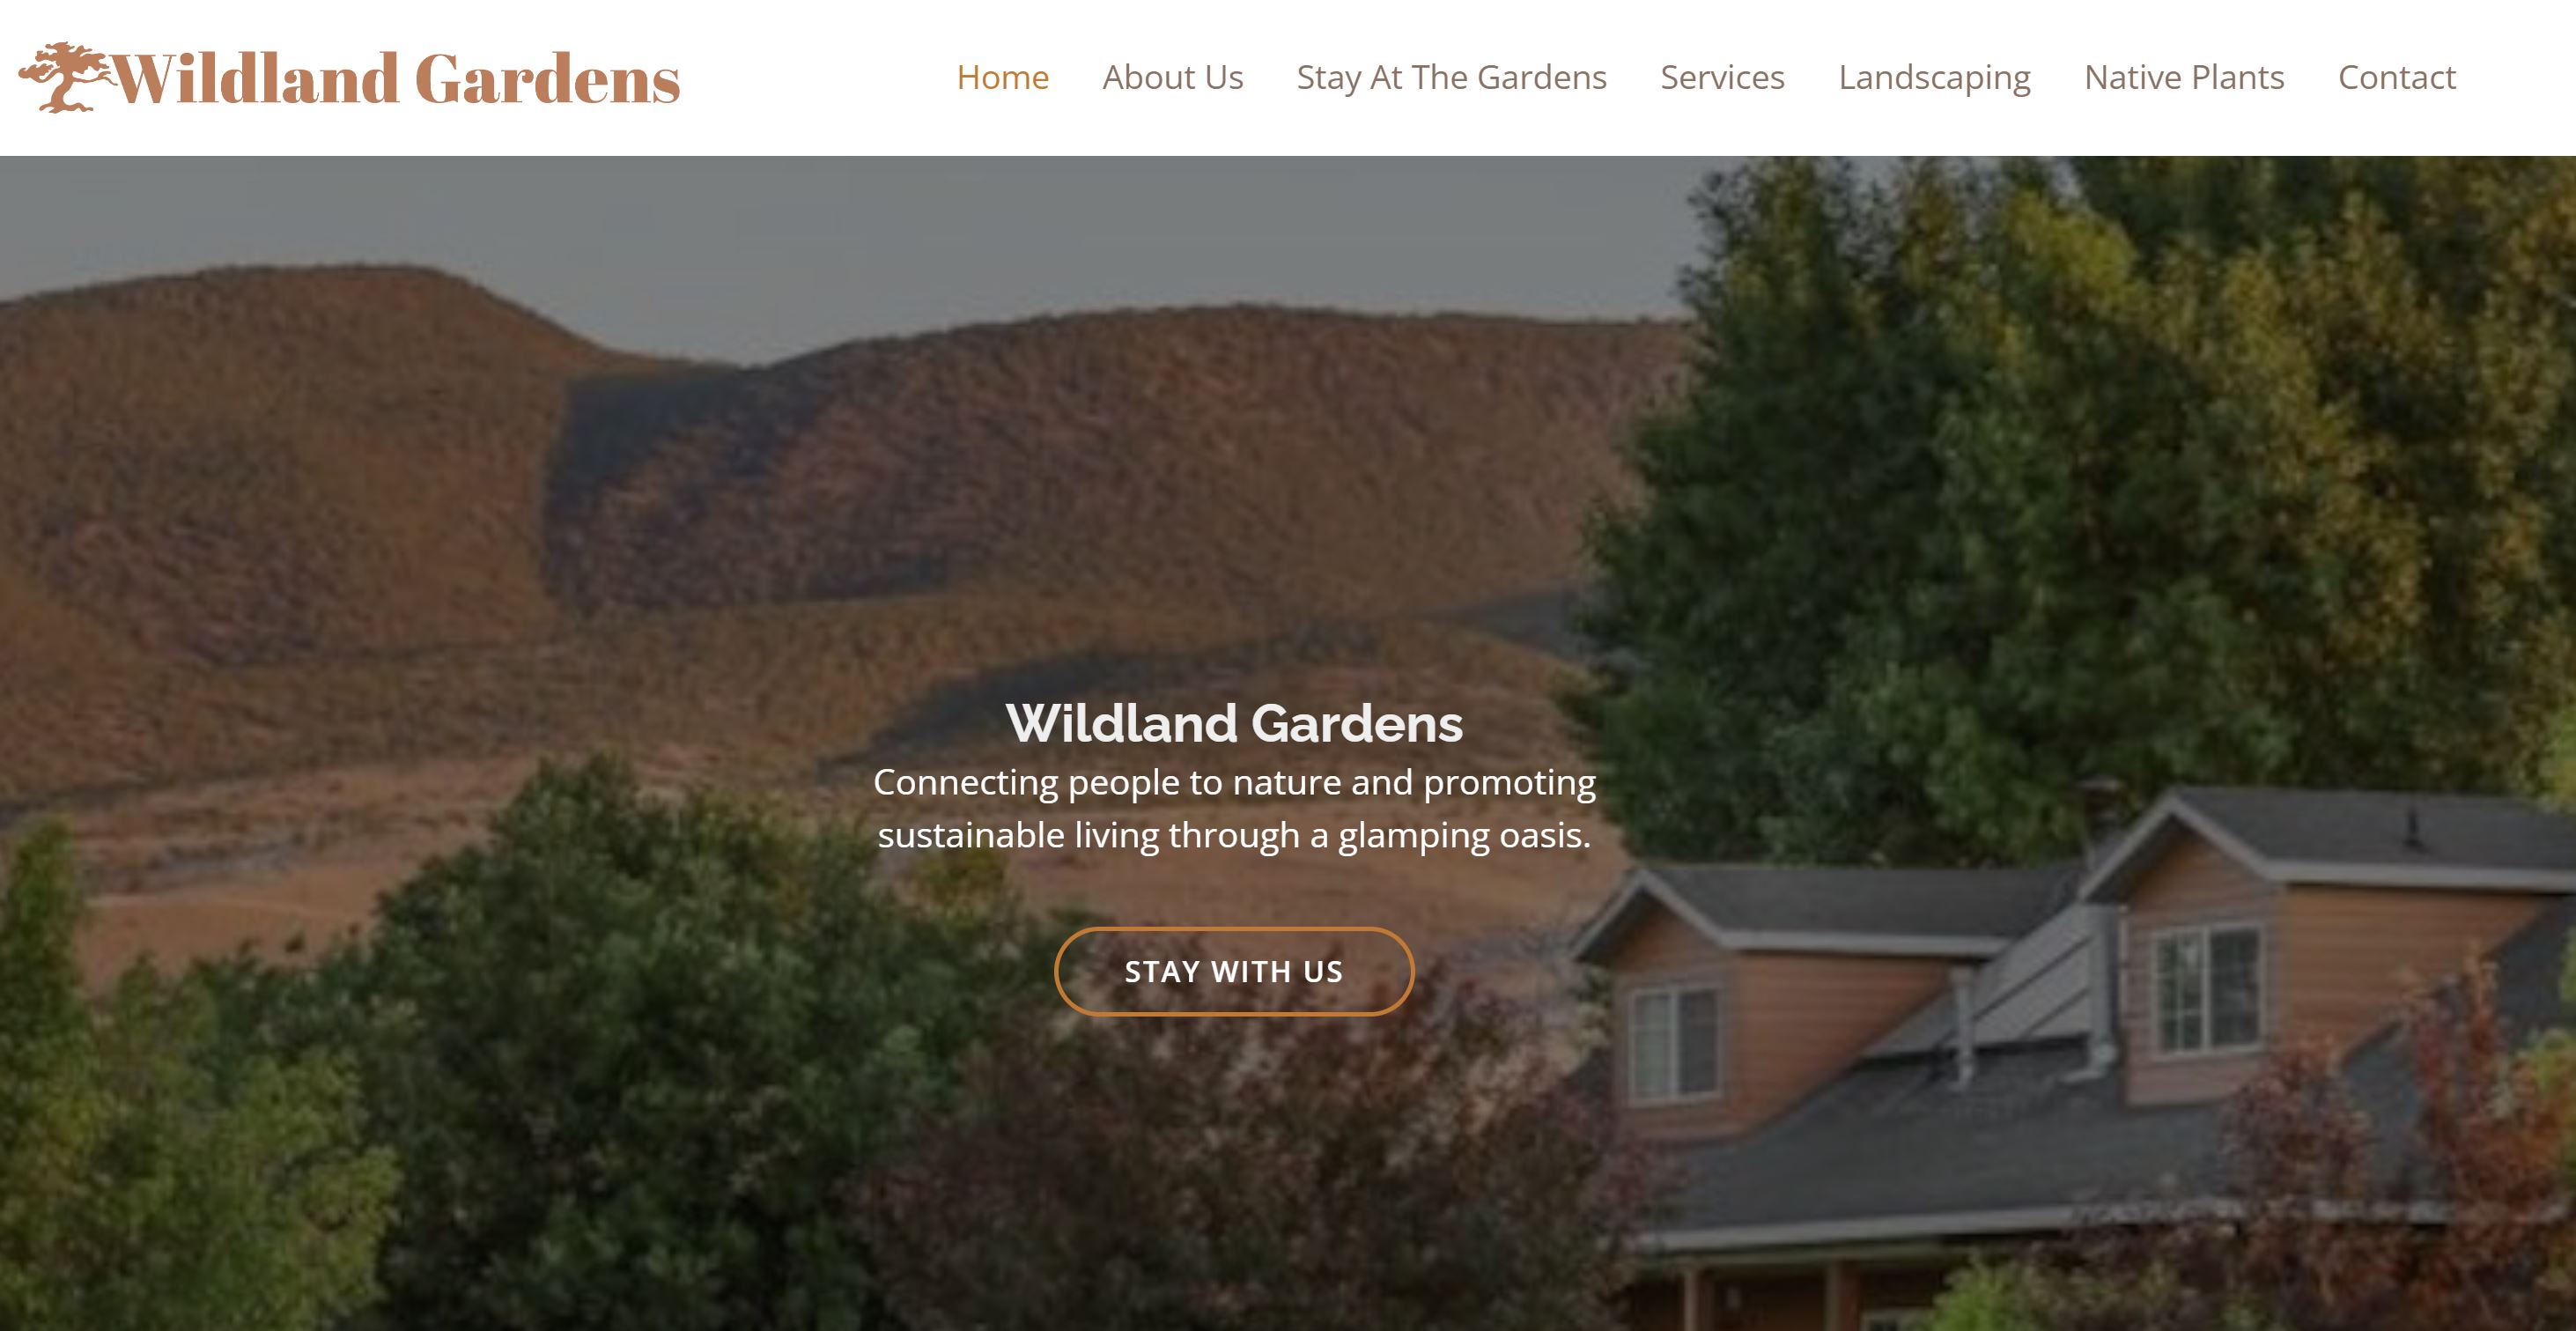 Wildland Gardens
Home
About Us
Stay At The Gardens
Services
Landscaping
Native Plants
Contact
Wildland Gardens
Connecting people to nature and promoting
sustainable living through a glamping oasis.
STAY WITH US